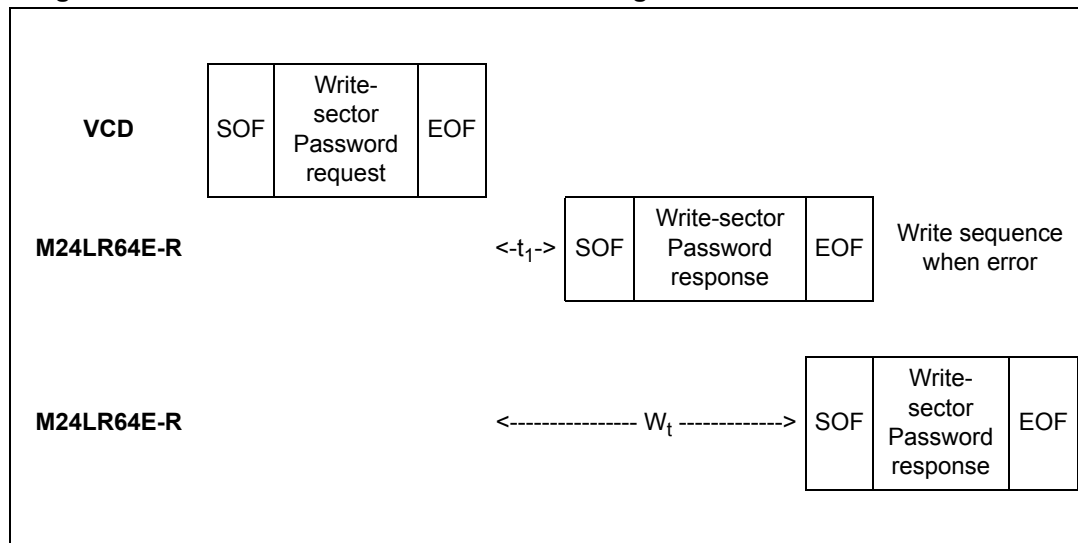 VCD
SOF
Write-
sector
Password
request
EOF
M24LR64E-R
<-t₁->
SOF
Write-sector
Password
response
EOF
Write sequence
when error
M24LR64E-R
<---------------- Wₜ ------------->
SOF
Write-
sector
Password
response
EOF